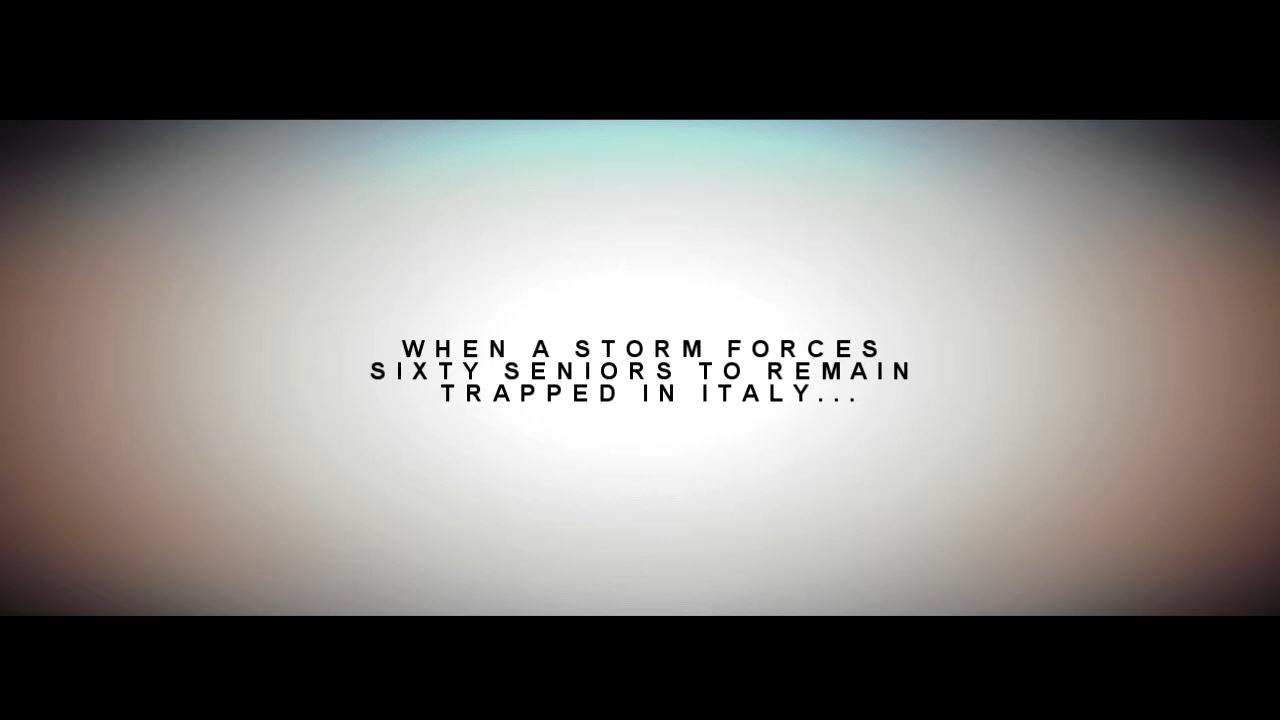 WHEN A STORM FORCES
SIXTY SENIORS TO REMAIN
TRAPPED IN ITALY...